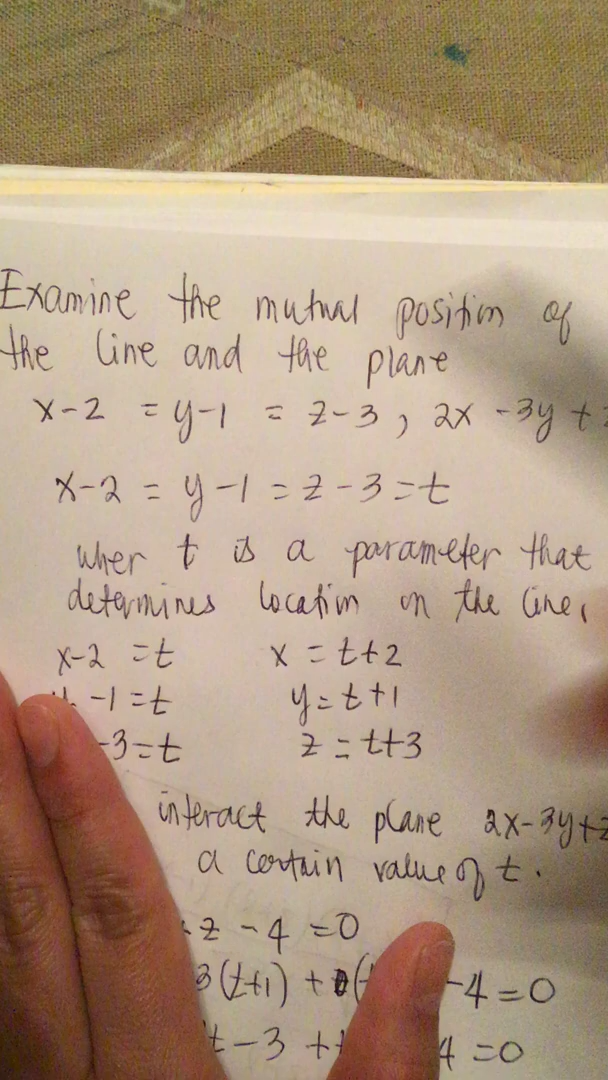 Examine the mutual position of
the line and the plane
x-2 = y-1 = z-3, 2x -3y +
x-2 = y-1 = z-3 = t
wher t is a parameter that
determines location on the line,
x-2 = t x = t+2
-1 = t y = t+1
-3 = t z = t+3
interact the plane 2x-3y+z
a certain value of t.
z - 4 = 0
3(t+1) + ( -4 = 0
t - 3 + 4 = 0